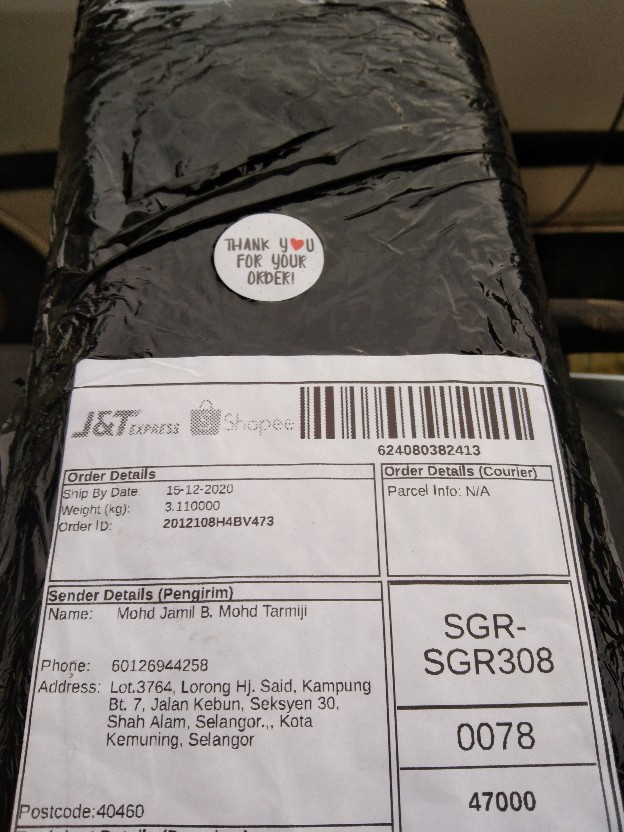 THANK YOU
FOR YOUR
ORDER!
J&T EXPRESS Shopee
624080382413
Order Details
Ship By Date: 15-12-2020
Weight (kg): 3.110000
Order ID: 2012108H4BV473
Order Details (Courier)
Parcel Info: N/A
Sender Details (Pengirim)
Name: Mohd Jamil B. Mohd Tarmiji
Phone: 60126944258
Address: Lot.3764, Lorong Hj. Said, Kampung
Bt. 7, Jalan Kebun, Seksyen 30,
Shah Alam, Selangor.,, Kota
Kemuning, Selangor
Postcode:40460
SGR-
SGR308
0078
47000